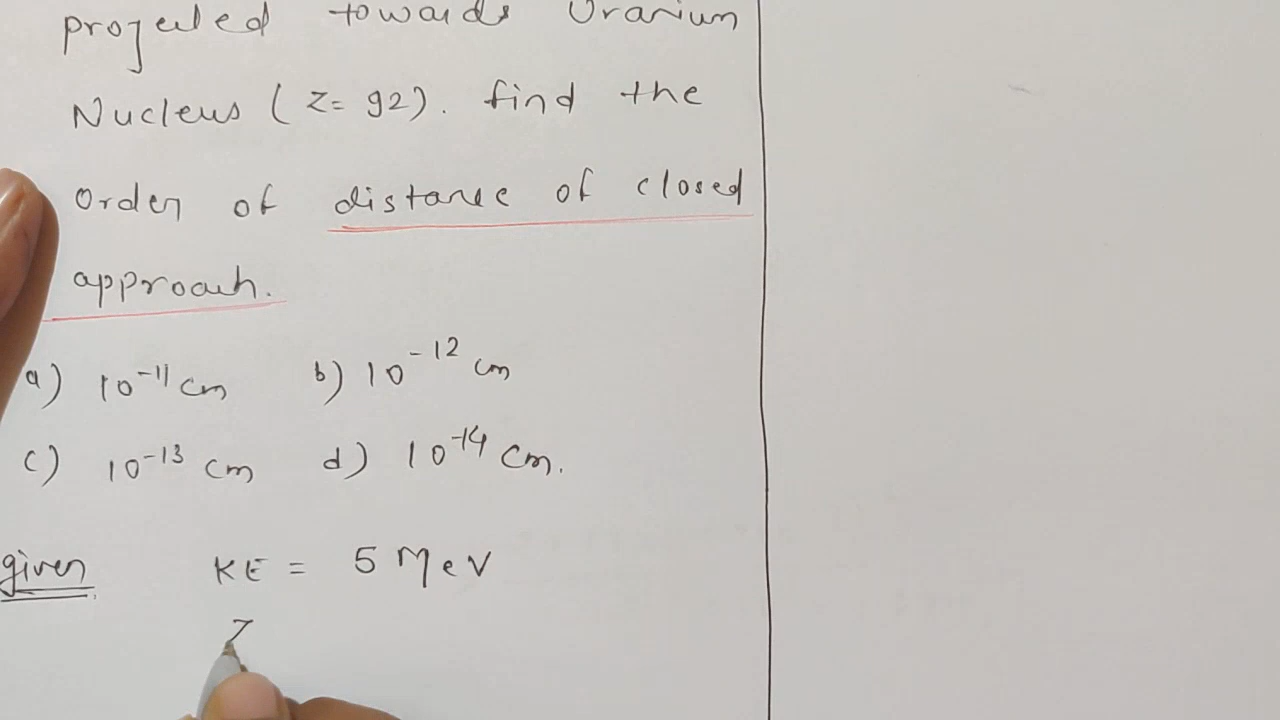 projected towards Uranium
Nucleus (Z= 92). find the
Order of distance of closed
approach.
a) 10⁻¹¹ cm b) 10⁻¹² cm
c) 10⁻¹³ cm d) 10⁻¹⁴ cm.
given KE = 5 MeV
Z